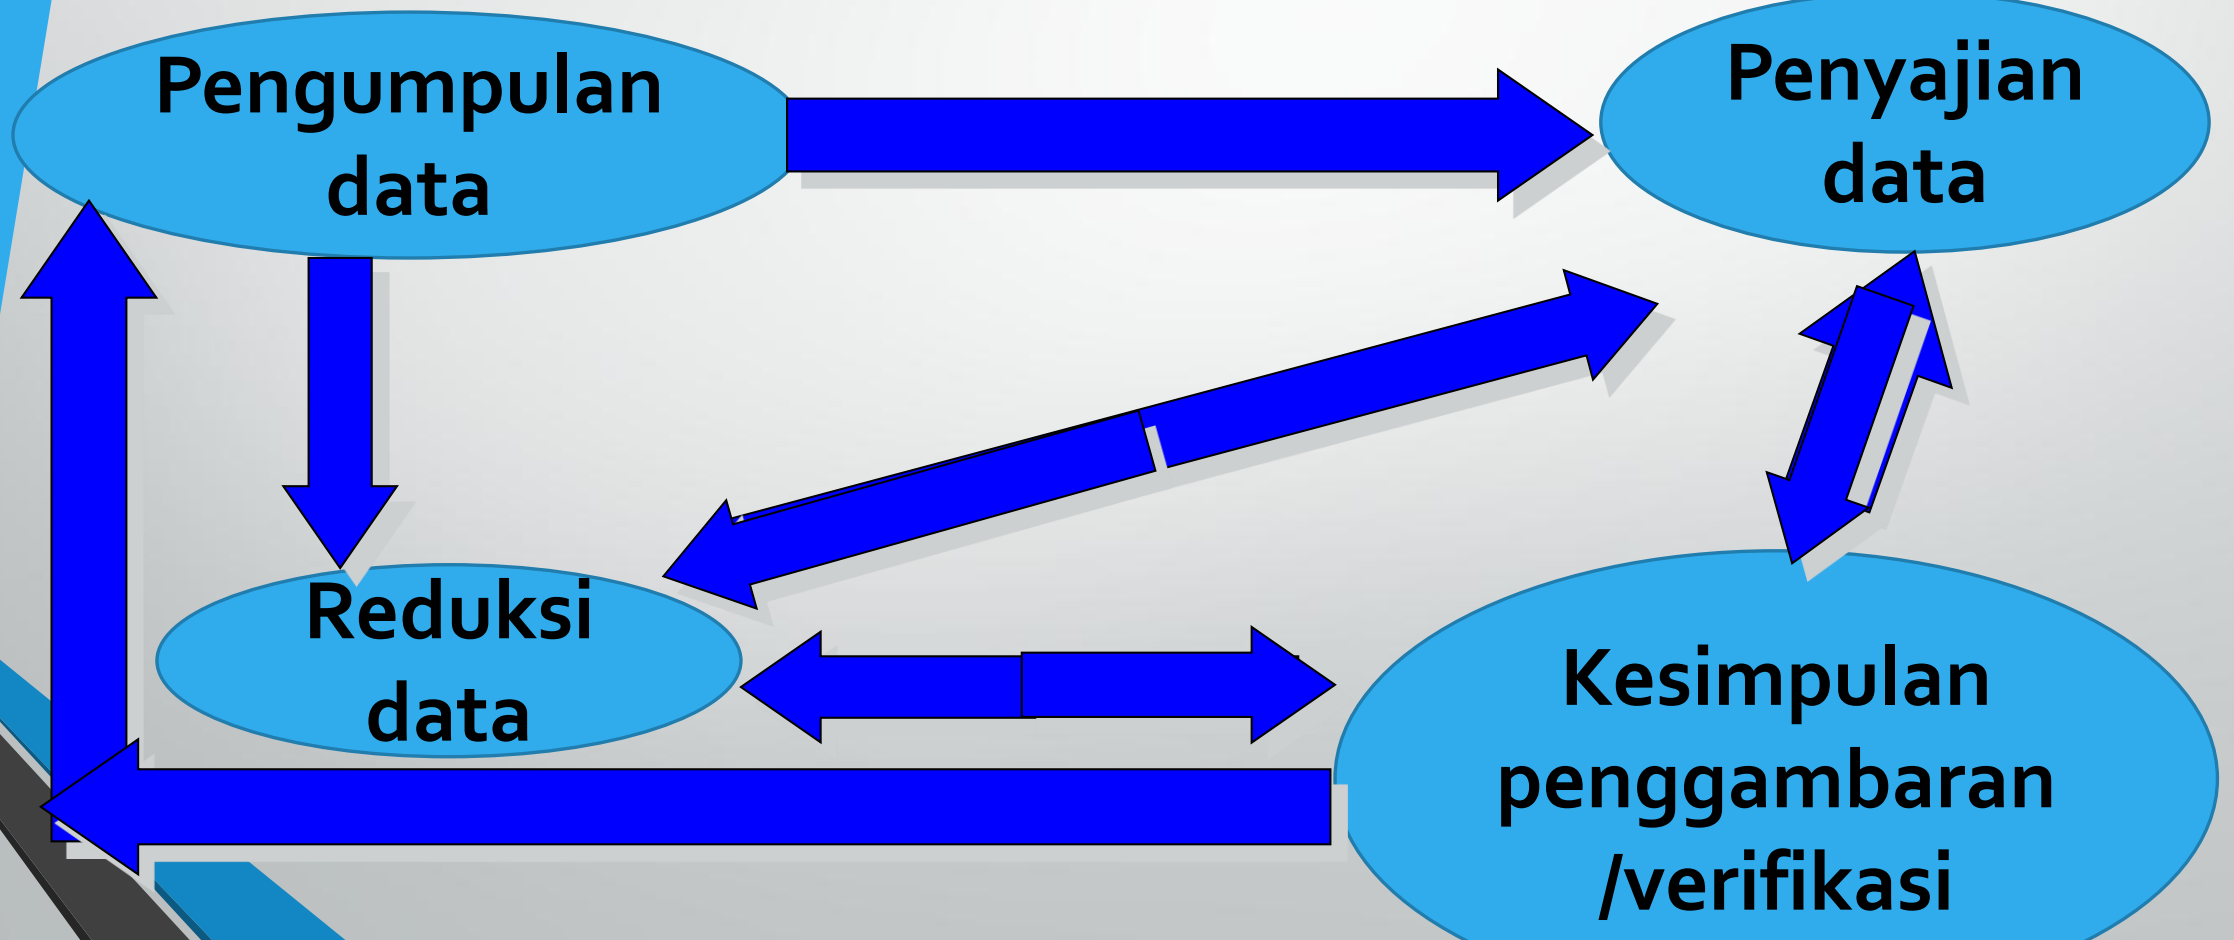 Pengumpulan
data
Penyajian
data
Reduksi
data
Kesimpulan
penggambaran
/verifikasi